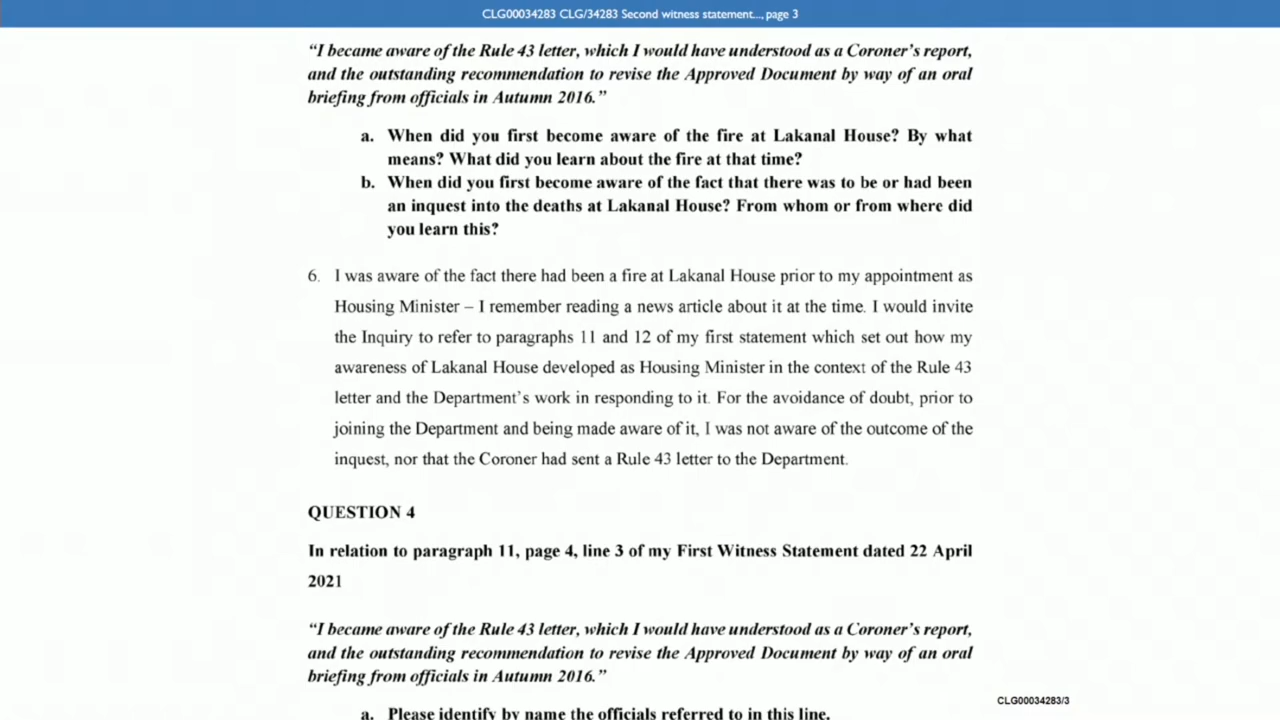 CLG00034283 CLG/34283 Second witness statement..., page 3
“I became aware of the Rule 43 letter, which I would have understood as a Coroner’s report,
and the outstanding recommendation to revise the Approved Document by way of an oral
briefing from officials in Autumn 2016.”
a. When did you first become aware of the fire at Lakanal House? By what
means? What did you learn about the fire at that time?
b. When did you first become aware of the fact that there was to be or had been
an inquest into the deaths at Lakanal House? From whom or from where did
you learn this?
6. I was aware of the fact there had been a fire at Lakanal House prior to my appointment as
Housing Minister – I remember reading a news article about it at the time. I would invite
the Inquiry to refer to paragraphs 11 and 12 of my first statement which set out how my
awareness of Lakanal House developed as Housing Minister in the context of the Rule 43
letter and the Department’s work in responding to it. For the avoidance of doubt, prior to
joining the Department and being made aware of it, I was not aware of the outcome of the
inquest, nor that the Coroner had sent a Rule 43 letter to the Department.
QUESTION 4
In relation to paragraph 11, page 4, line 3 of my First Witness Statement dated 22 April
2021
“I became aware of the Rule 43 letter, which I would have understood as a Coroner’s report,
and the outstanding recommendation to revise the Approved Document by way of an oral
briefing from officials in Autumn 2016.”
CLG00034283/3
a. Please identify by name the officials referred to in this line.